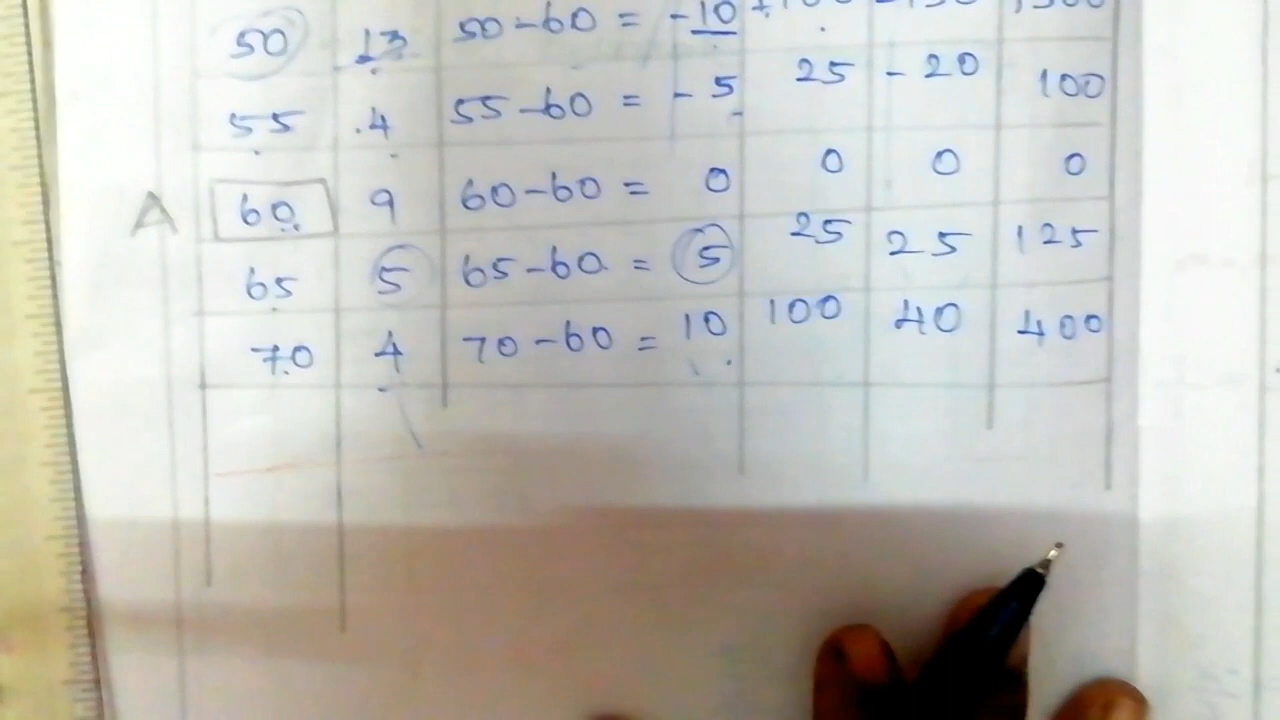 50 13 50-60 = -10
55 .4 55-60 = -5 25 -20 100
A 60 9 60-60 = 0 0 0 0
65 5 65-60 = 5 25 25 125
70 4 70-60 = 10 100 40 400